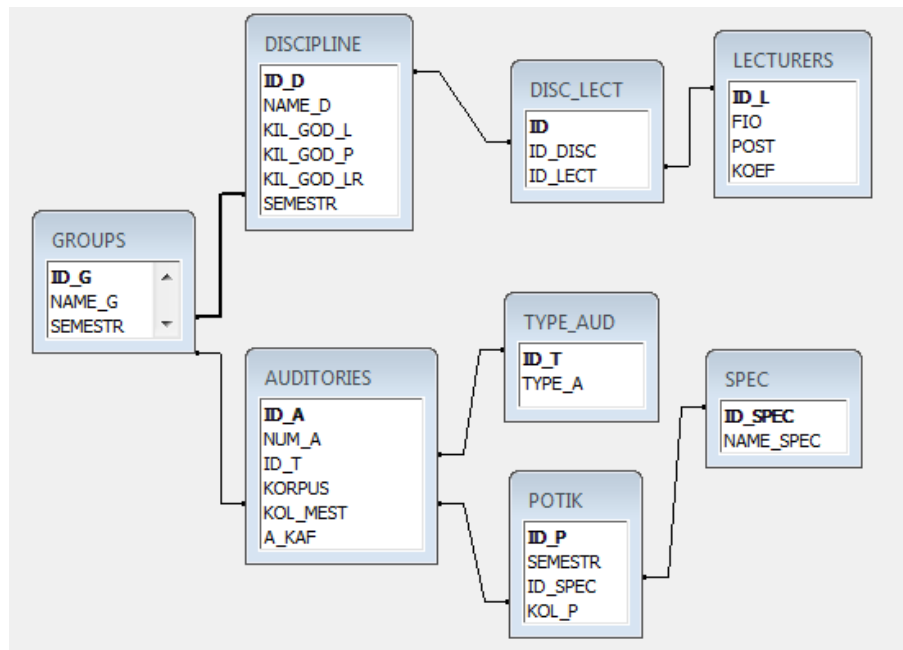 DISCIPLINE
ID_D
NAME_D
KIL_GOD_L
KIL_GOD_P
KIL_GOD_LR
SEMESTR
DISC_LECT
ID
ID_DISC
ID_LECT
LECTURERS
ID_L
FIO
POST
KOEF
GROUPS
ID_G
NAME_G
SEMESTR
AUDITORIES
ID_A
NUM_A
ID_T
KORPUS
KOL_MEST
A_KAF
TYPE_AUD
ID_T
TYPE_A
SPEC
ID_SPEC
NAME_SPEC
POTIK
ID_P
SEMESTR
ID_SPEC
KOL_P